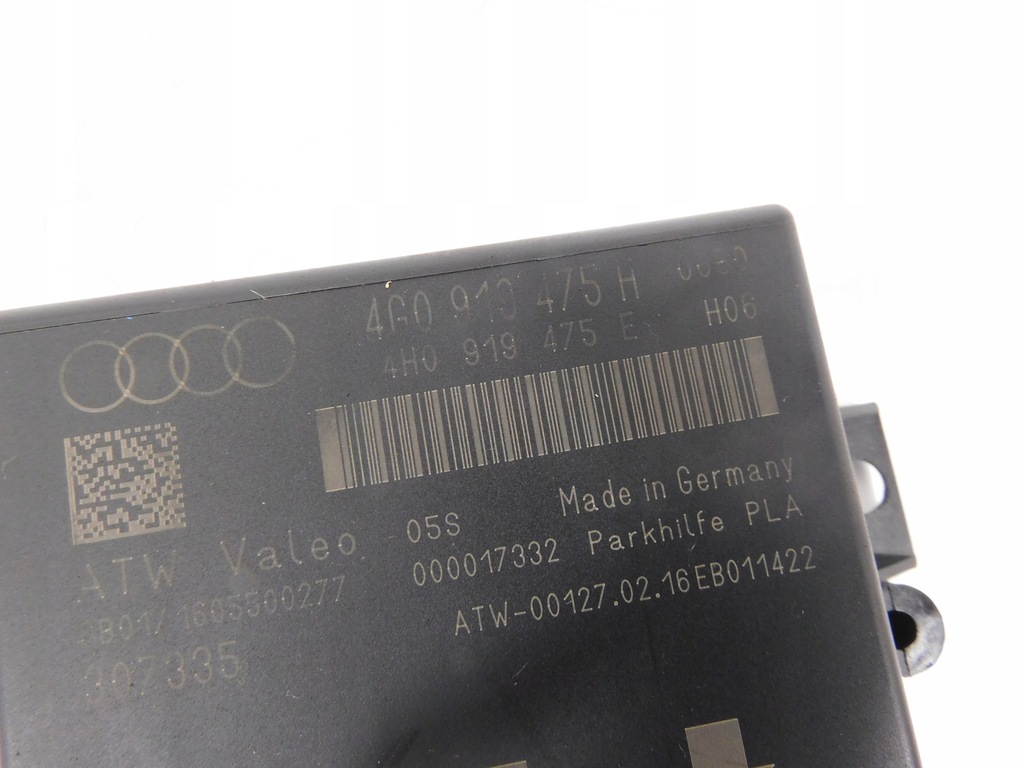 4G0 919 475 H
4H0 919 475 E H06
Made in Germany
ATW Valeo 05S
000017332 Parkhilfe PLA
1605500277
ATW-00127.02.16EB011422